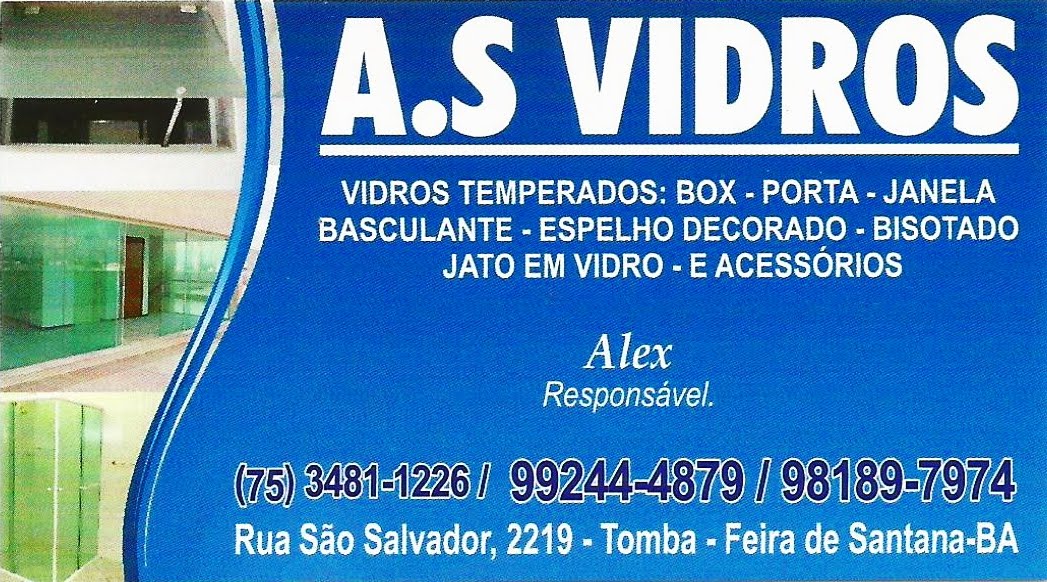 A.S VIDROS
VIDROS TEMPERADOS: BOX - PORTA - JANELA
BASCULANTE - ESPELHO DECORADO - BISOTADO
JATO EM VIDRO - E ACESSÓRIOS
Alex
Responsável.
(75) 3481-1226 / 99244-4879 / 98189-7974
Rua São Salvador, 2219 - Tomba - Feira de Santana-BA